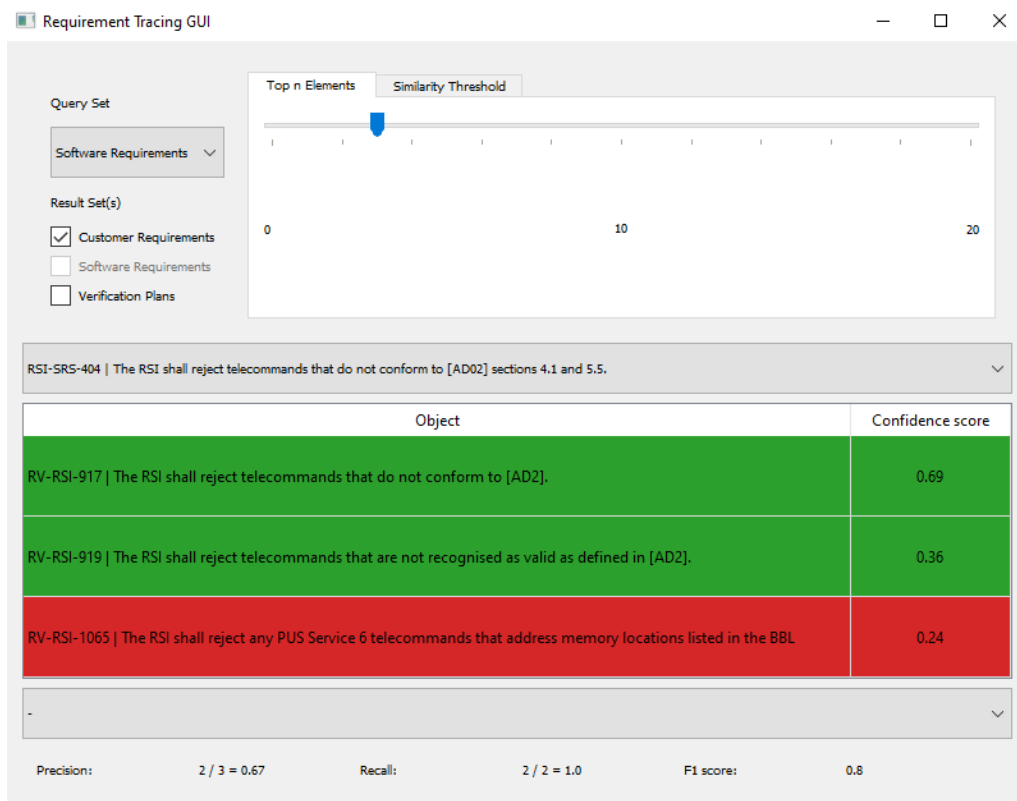 Requirement Tracing GUI
Query Set
Software Requirements
Result Set(s)
Customer Requirements
Software Requirements
Verification Plans
Top n Elements
Similarity Threshold
0 10 20
RSI-SRS-404 | The RSI shall reject telecommands that do not conform to [AD02] sections 4.1 and 5.5.
Object Confidence score
RV-RSI-917 | The RSI shall reject telecommands that do not conform to [AD2]. 0.69
RV-RSI-919 | The RSI shall reject telecommands that are not recognised as valid as defined in [AD2]. 0.36
RV-RSI-1065 | The RSI shall reject any PUS Service 6 telecommands that address memory locations listed in the BBL 0.24
-
Precision: 2 / 3 = 0.67 Recall: 2 / 2 = 1.0 F1 score: 0.8